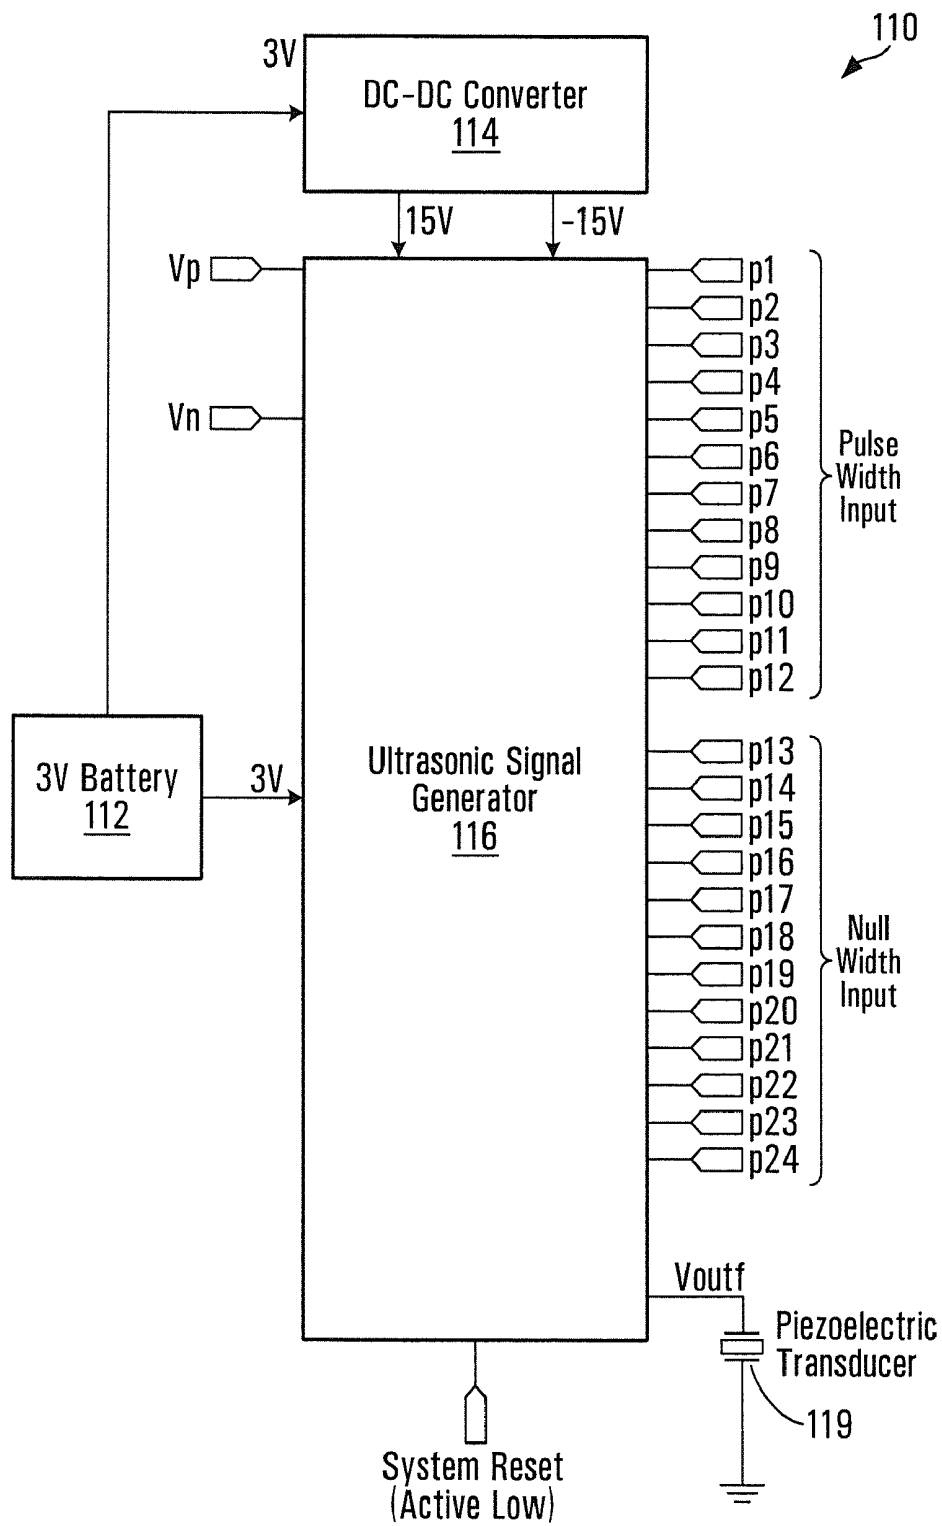 110
3V
DC-DC Converter
114
15V
-15V
Vp
Vn
p1
p2
p3
p4
p5
p6
p7
p8
p9
p10
p11
p12
Pulse
Width
Input
3V Battery
112
3V
Ultrasonic Signal
Generator
116
p13
p14
p15
p16
p17
p18
p19
p20
p21
p22
p23
p24
Null
Width
Input
Voutf
Piezoelectric
Transducer
119
System Reset
(Active Low)